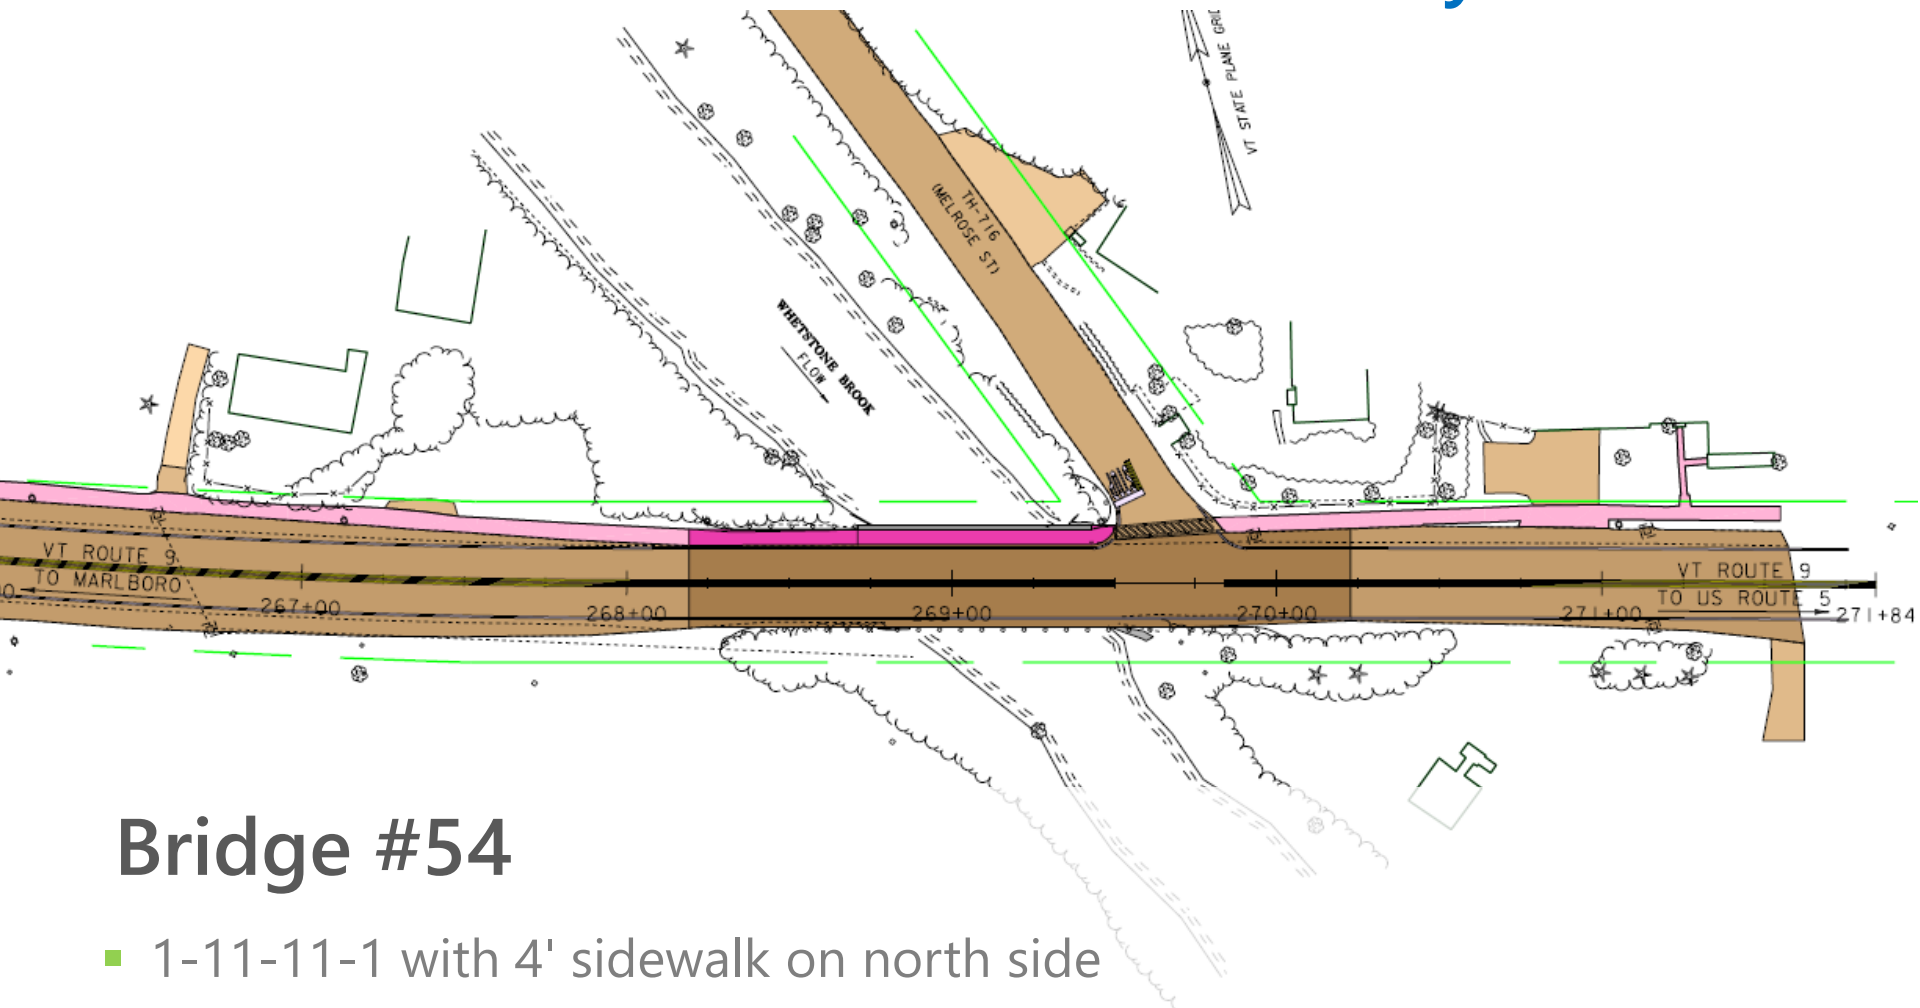 VT STATE PLANE GRID
TH-716
(MELROSE ST)
WHETSTONE BROOK
FLOW
VT ROUTE 9
TO MARLBORO
267+00
268+00
269+00
270+00
271+00
VT ROUTE 9
TO US ROUTE 5
271+84
Bridge #54
1-11-11-1 with 4' sidewalk on north side